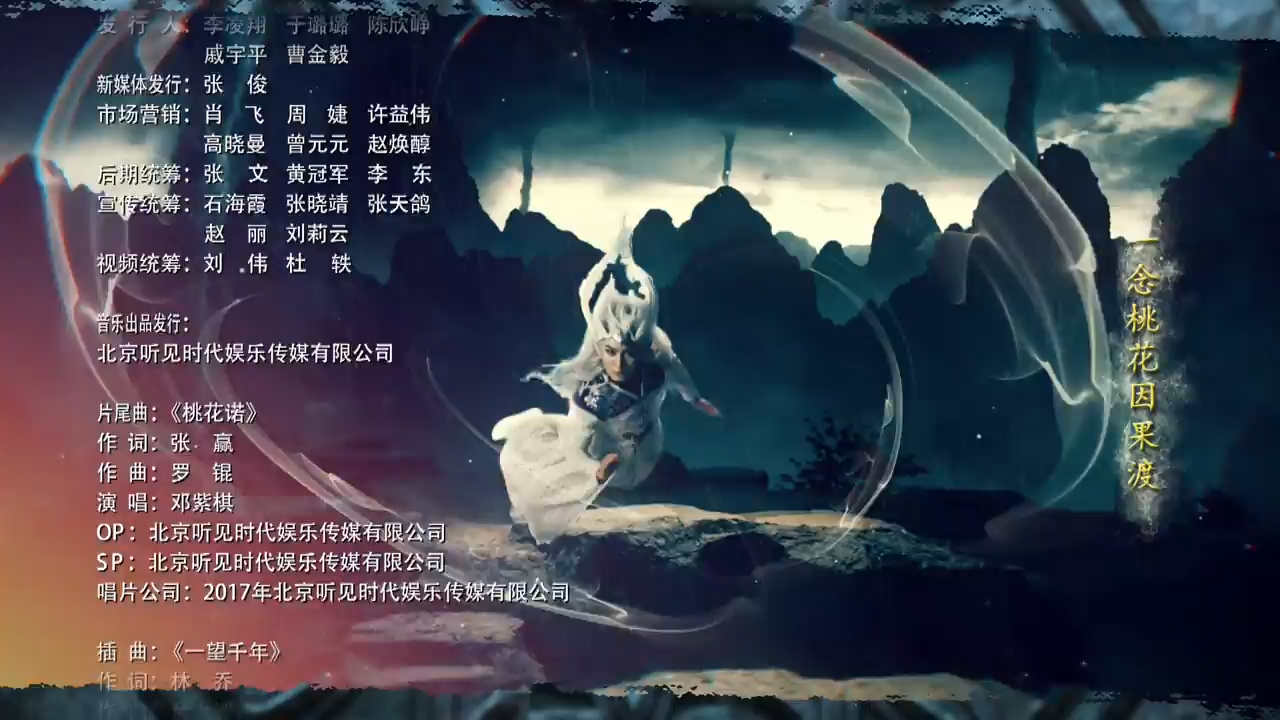 发 行 人：李凌翔 于璐璐 陈欣峥
戚宇平 曹金毅
新媒体发行：张 俊
市场营销：肖 飞 周 婕 许益伟
高晓曼 曾元元 赵焕醇
后期统筹：张 文 黄冠军 李 东
宣传统筹：石海霞 张晓靖 张天鸽
赵 丽 刘莉云
视频统筹：刘 伟 杜 轶
音乐出品发行：
北京听见时代娱乐传媒有限公司
片尾曲：《桃花诺》
作 词：张 赢
作 曲：罗 锟
演 唱：邓紫棋
OP：北京听见时代娱乐传媒有限公司
SP：北京听见时代娱乐传媒有限公司
唱片公司：2017年北京听见时代娱乐传媒有限公司
插 曲：《一望千年》
作 词：林 乔
一念桃花因果渡